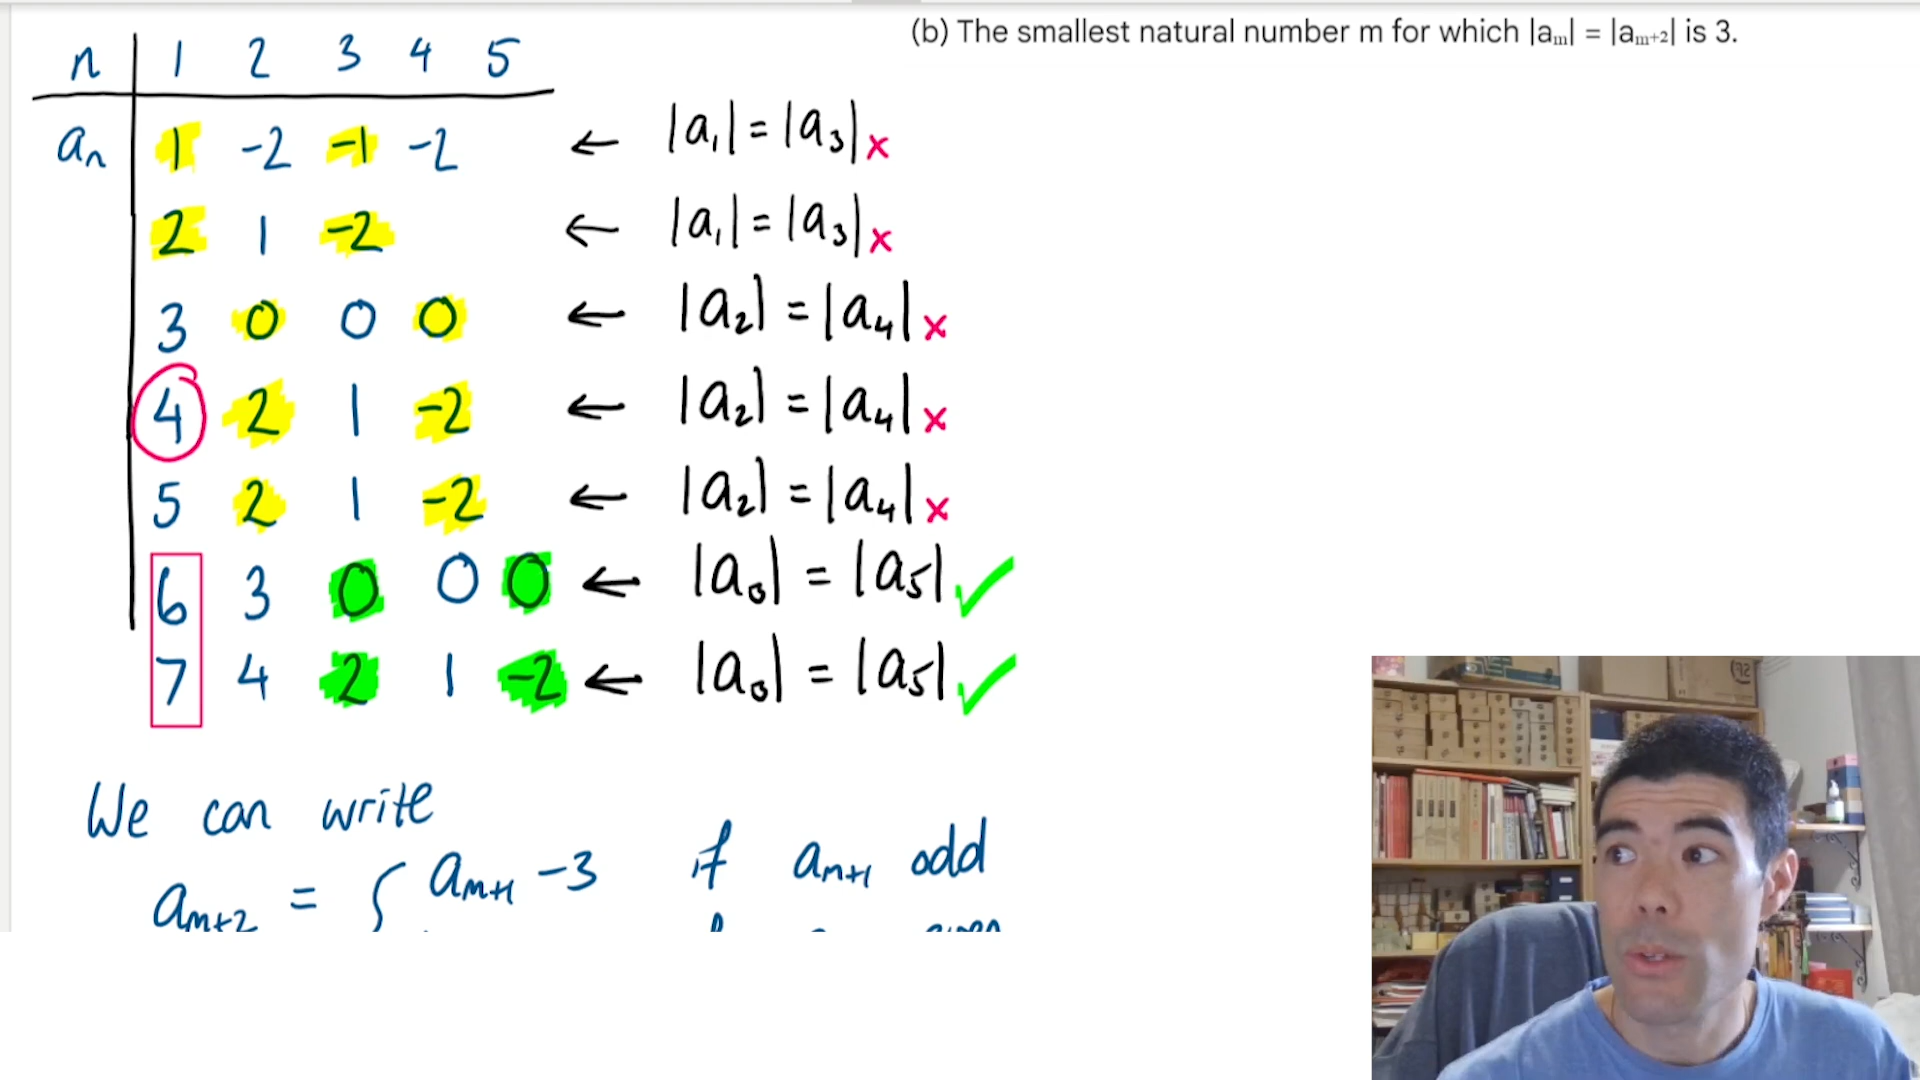 (b) The smallest natural number m for which |aₘ| = |aₘ₊₂| is 3.
n 1 2 3 4 5
aₙ 1 -2 -1 -2 ← |a₁| = |a₃| x
2 1 -2 ← |a₁| = |a₃| x
3 0 0 0 ← |a₂| = |a₄| x
4 2 1 -2 ← |a₂| = |a₄| x
5 2 1 -2 ← |a₂| = |a₄| x
6 3 0 0 0 ← |a₀| = |a₅| ✓
7 4 2 1 -2 ← |a₀| = |a₅| ✓
We can write
aₘ₊₂ = { aₘ₊₁ -3 if aₘ₊₁ odd